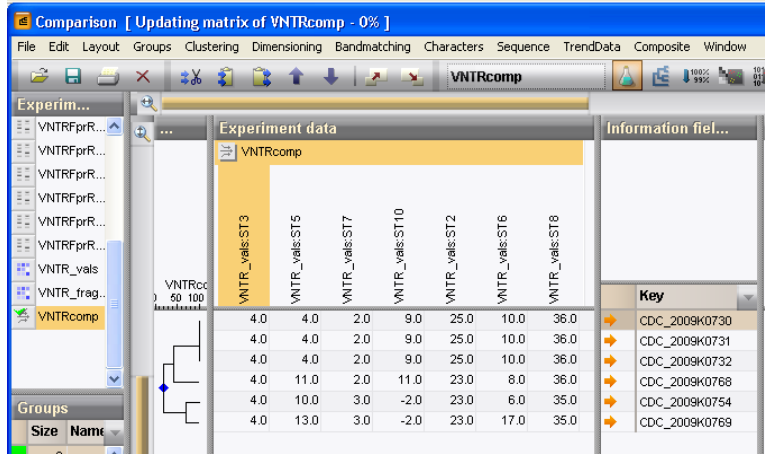 Comparison [ Updating matrix of VNTRcomp - 0% ]
File Edit Layout Groups Clustering Dimensioning Bandmatching Characters Sequence TrendData Composite Window
VNTRcomp
Experim...
...
Experiment data
Information fiel...
VNTRFprR...
VNTRFprR...
VNTRFprR...
VNTRFprR...
VNTRFprR...
VNTRFprR...
VNTR_vals
VNTR_frag..
VNTRcomp
VNTRcomp
VNTRcc
50 100
VNTR_vals:ST3
VNTR_vals:ST5
VNTR_vals:ST7
VNTR_vals:ST10
VNTR_vals:ST2
VNTR_vals:ST6
VNTR_vals:ST8
Key
4.0 4.0 2.0 9.0 25.0 10.0 36.0 CDC_2009K0730
4.0 4.0 2.0 9.0 25.0 10.0 36.0 CDC_2009K0731
4.0 4.0 2.0 9.0 25.0 10.0 36.0 CDC_2009K0732
4.0 11.0 2.0 11.0 23.0 8.0 36.0 CDC_2009K0768
4.0 10.0 3.0 -2.0 23.0 6.0 35.0 CDC_2009K0754
4.0 13.0 3.0 -2.0 23.0 17.0 35.0 CDC_2009K0769
Groups
Size Name